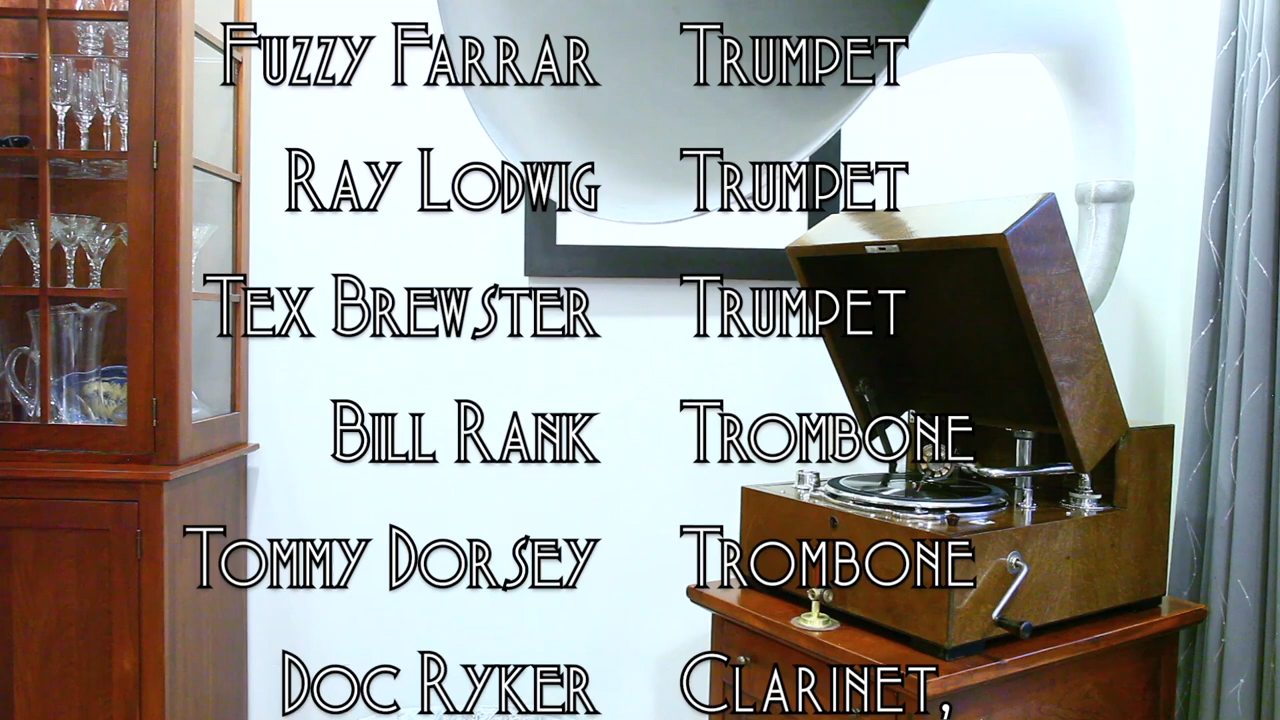 Fuzzy Farrar Trumpet
Ray Lodwig Trumpet
Tex Brewster Trumpet
Bill Rank Trombone
Tommy Dorsey Trombone
Doc Ryker Clarinet,